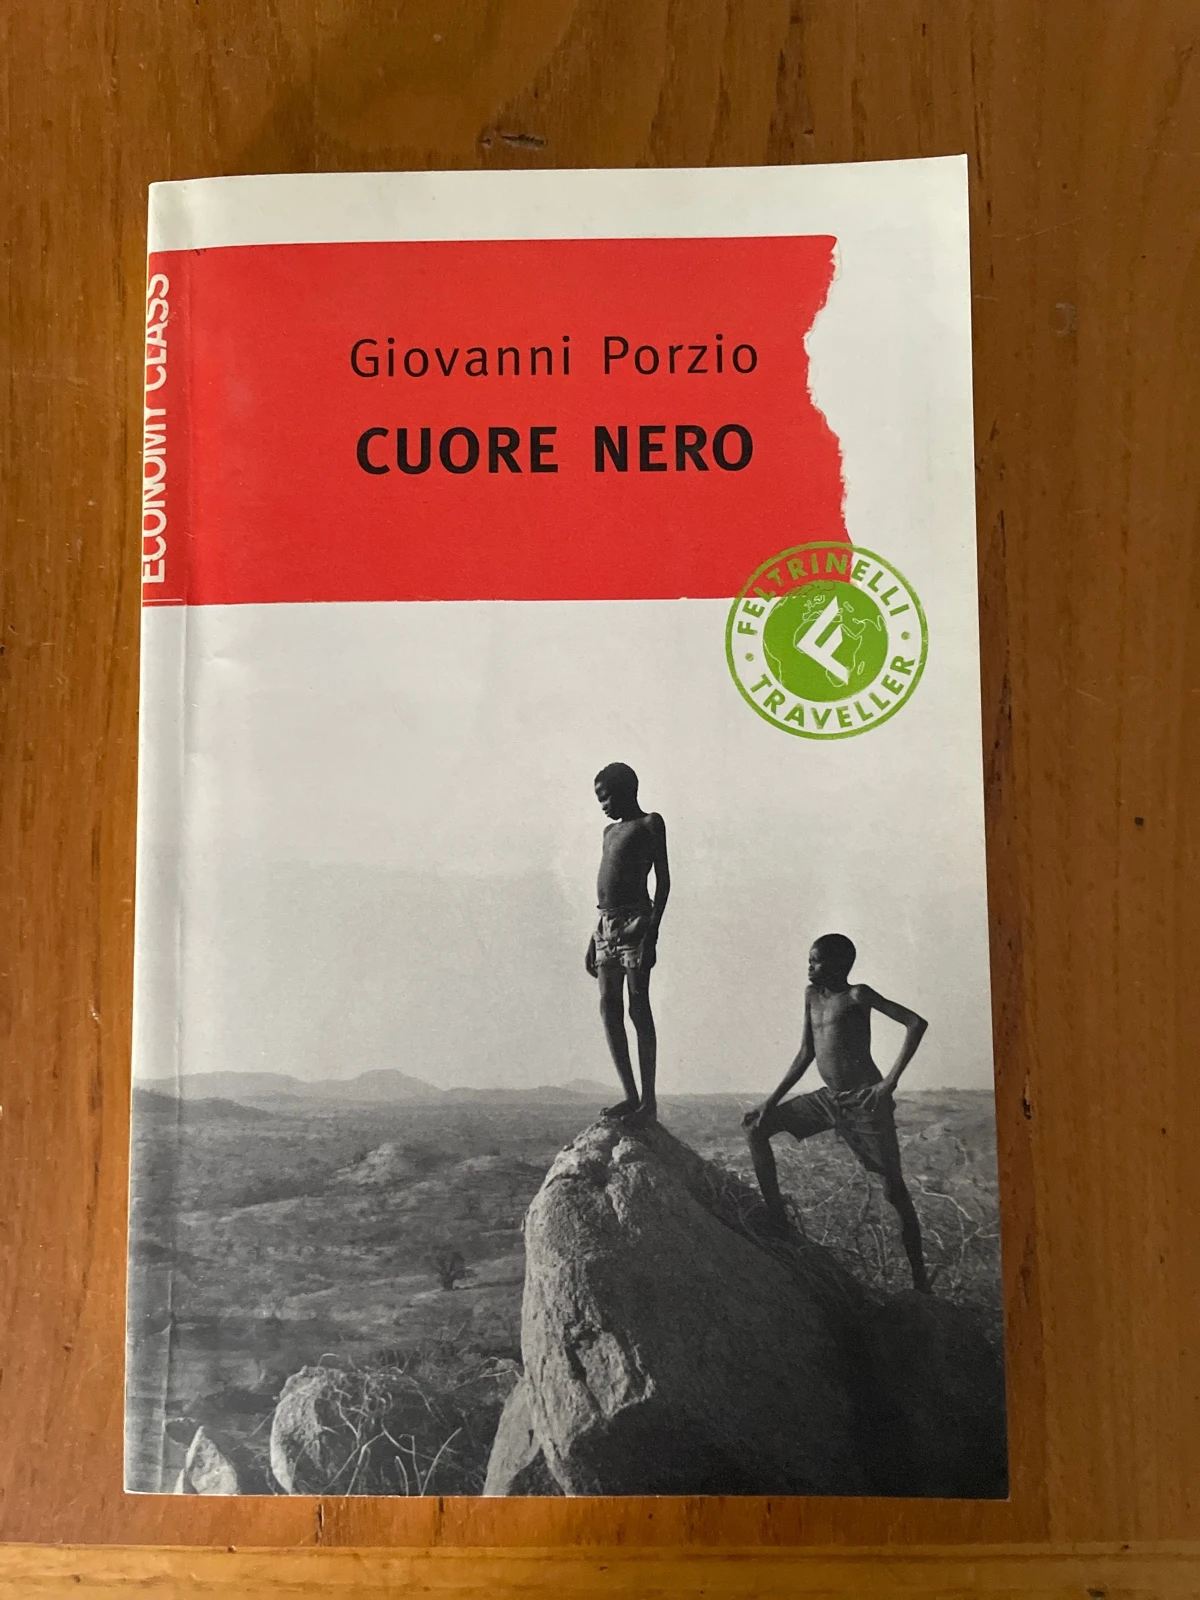 ECONOMY CLASS
Giovanni Porzio
CUORE NERO
FELTRINELLI
TRAVELLER
F